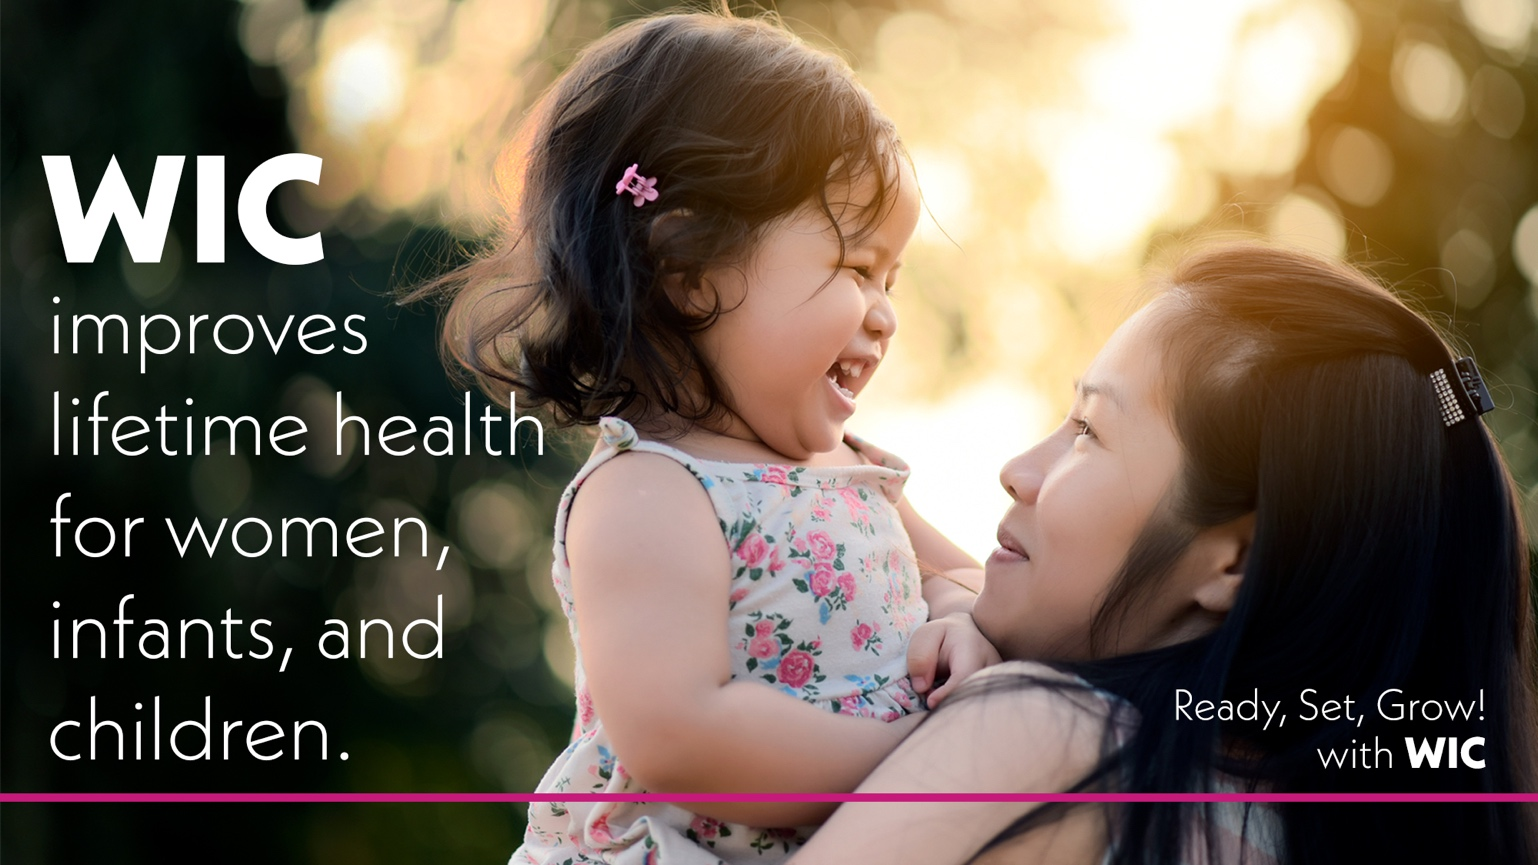 WIC
improves
lifetime health
for women,
infants, and
children.
Ready, Set, Grow!
with WIC